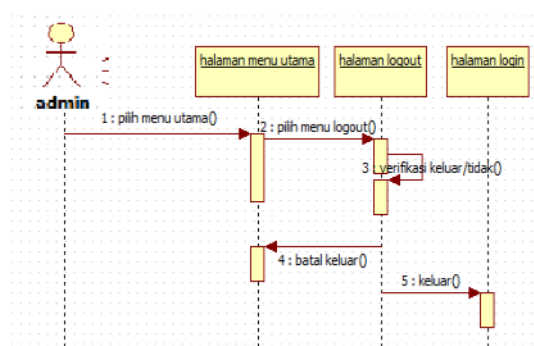 halaman menu utama
halaman logout
halaman login
admin
1 : pilih menu utama()
2 : pilih menu logout()
3 : verifikasi keluar/tidak()
4 : batal keluar()
5 : keluar()